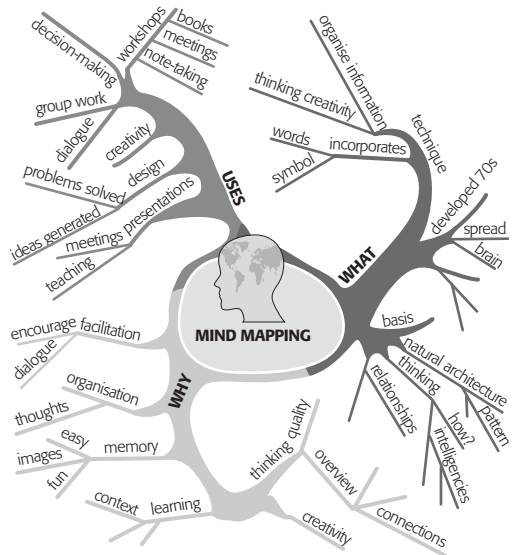 MIND MAPPING
USES
workshops
books
meetings
note-taking
decision-making
group work
dialogue
creativity
design
problems solved
ideas generated
presentations
meetings
teaching
WHAT
technique
organise information
thinking creativity
incorporates
words
symbol
developed 70s
spread
brain
basis
natural architecture
pattern
thinking
how?
intelligencies
relationships
WHY
facilitation
encourage
dialogue
organisation
thoughts
memory
easy
images
fun
learning
context
thinking quality
overview
connections
creativity